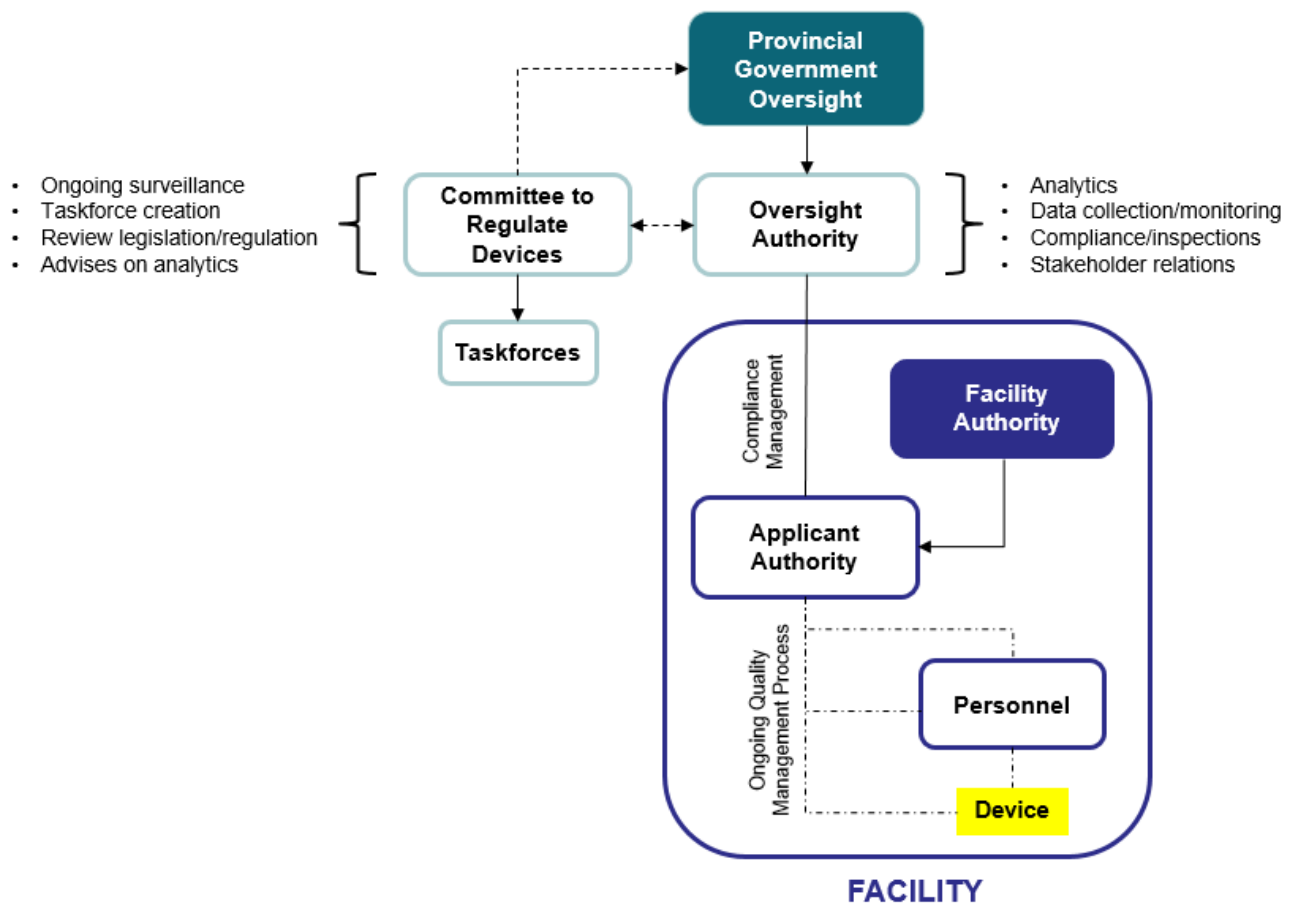 Provincial
Government
Oversight
• Ongoing surveillance
• Taskforce creation
• Review legislation/regulation
• Advises on analytics
Committee to
Regulate
Devices
Oversight
Authority
• Analytics
• Data collection/monitoring
• Compliance/inspections
• Stakeholder relations
Taskforces
Compliance
Management
Facility
Authority
Applicant
Authority
Ongoing Quality
Management Process
Personnel
Device
FACILITY